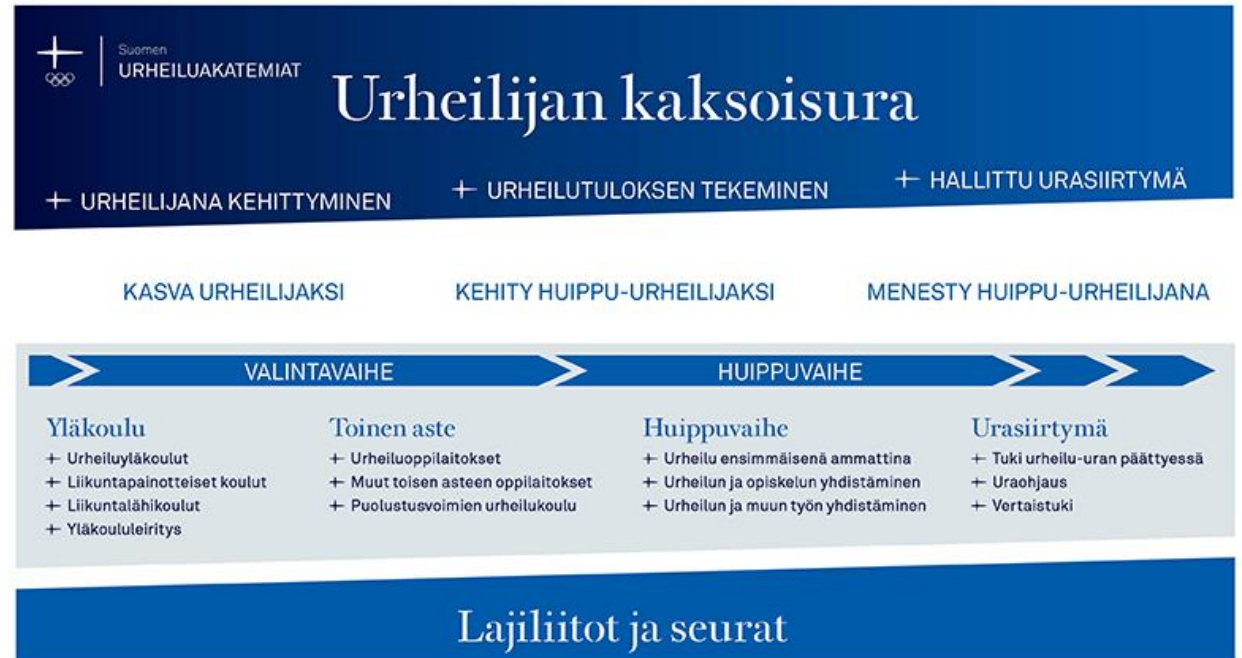 Suomen
URHEILUAKATEMIAT
Urheilijan kaksoisura
+ URHEILIJANA KEHITTYMINEN
+ URHEILUTULOKSEN TEKEMINEN
+ HALLITTU URASIIRTYMÄ
KASVA URHEILIJAKSI
KEHITY HUIPPU-URHEILIJAKSI
MENESTY HUIPPU-URHEILIJANA
VALINTAVAIHE
HUIPPUVAIHE
Yläkoulu
+ Urheiluyläkoulut
+ Liikuntapainotteiset koulut
+ Liikuntalähikoulut
+ Yläkoululeiritys
Toinen aste
+ Urheiluoppilaitokset
+ Muut toisen asteen oppilaitokset
+ Puolustusvoimien urheilukoulu
Huippuvaihe
+ Urheilu ensimmäisenä ammattina
+ Urheilun ja opiskelun yhdistäminen
+ Urheilun ja muun työn yhdistäminen
Urasiirtymä
+ Tuki urheilu-uran päättyessä
+ Uraohjaus
+ Vertaistuki
Lajiliitot ja seurat